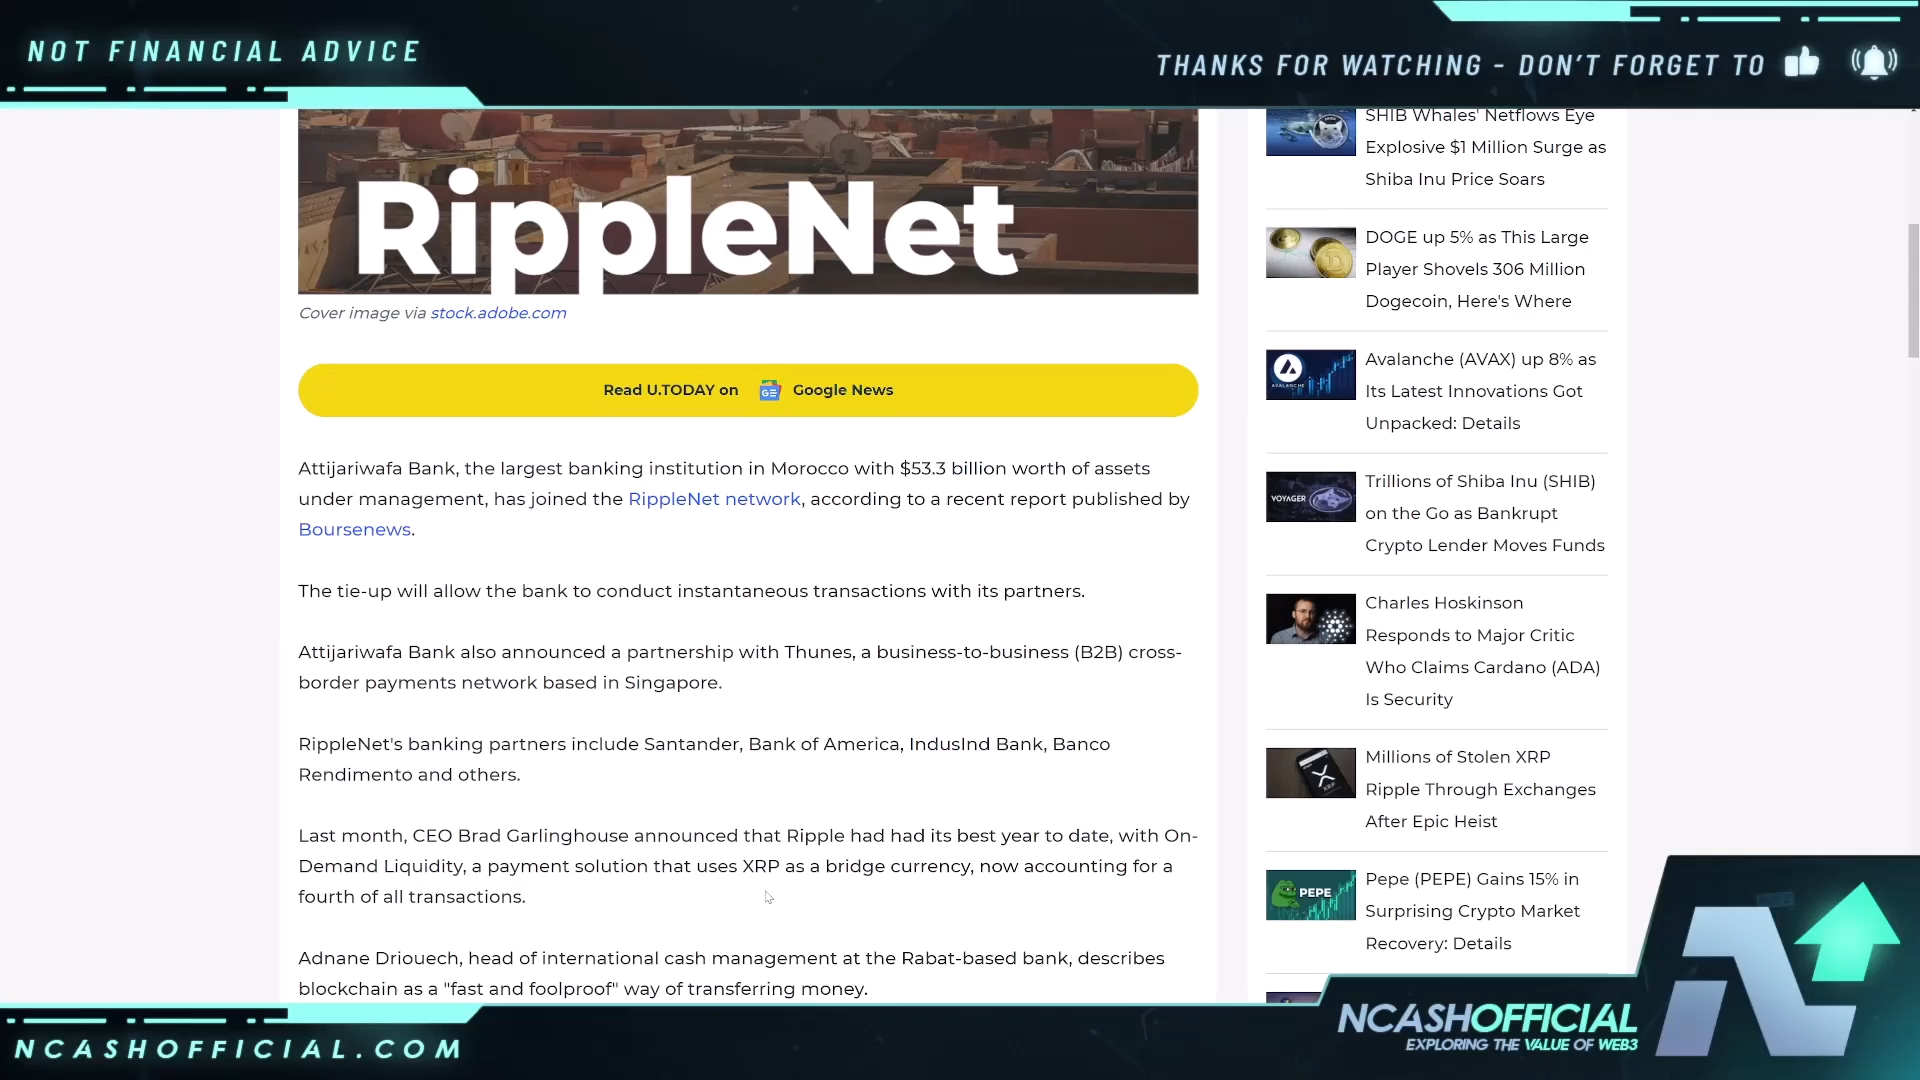 NOT FINANCIAL ADVICE
THANKS FOR WATCHING - DON'T FORGET TO
RippleNet
Cover image via stock.adobe.com
Read U.TODAY on GE Google News
Attijariwafa Bank, the largest banking institution in Morocco with $53.3 billion worth of assets
under management, has joined the RippleNet network, according to a recent report published by
Boursenews.
The tie-up will allow the bank to conduct instantaneous transactions with its partners.
Attijariwafa Bank also announced a partnership with Thunes, a business-to-business (B2B) cross-
border payments network based in Singapore.
RippleNet's banking partners include Santander, Bank of America, IndusInd Bank, Banco
Rendimento and others.
Last month, CEO Brad Garlinghouse announced that Ripple had had its best year to date, with On-
Demand Liquidity, a payment solution that uses XRP as a bridge currency, now accounting for a
fourth of all transactions.
Adnane Driouech, head of international cash management at the Rabat-based bank, describes
blockchain as a "fast and foolproof" way of transferring money.
SHIB Whales' Netflows Eye
Explosive $1 Million Surge as
Shiba Inu Price Soars
DOGE up 5% as This Large
Player Shovels 306 Million
Dogecoin, Here's Where
AVALANCHE
Avalanche (AVAX) up 8% as
Its Latest Innovations Got
Unpacked: Details
VOYAGER
Trillions of Shiba Inu (SHIB)
on the Go as Bankrupt
Crypto Lender Moves Funds
Charles Hoskinson
Responds to Major Critic
Who Claims Cardano (ADA)
Is Security
XRP
Millions of Stolen XRP
Ripple Through Exchanges
After Epic Heist
PEPE
Pepe (PEPE) Gains 15% in
Surprising Crypto Market
Recovery: Details
NCASHOFFICIAL.COM
NCASHOFFICIAL
EXPLORING THE VALUE OF WEB3